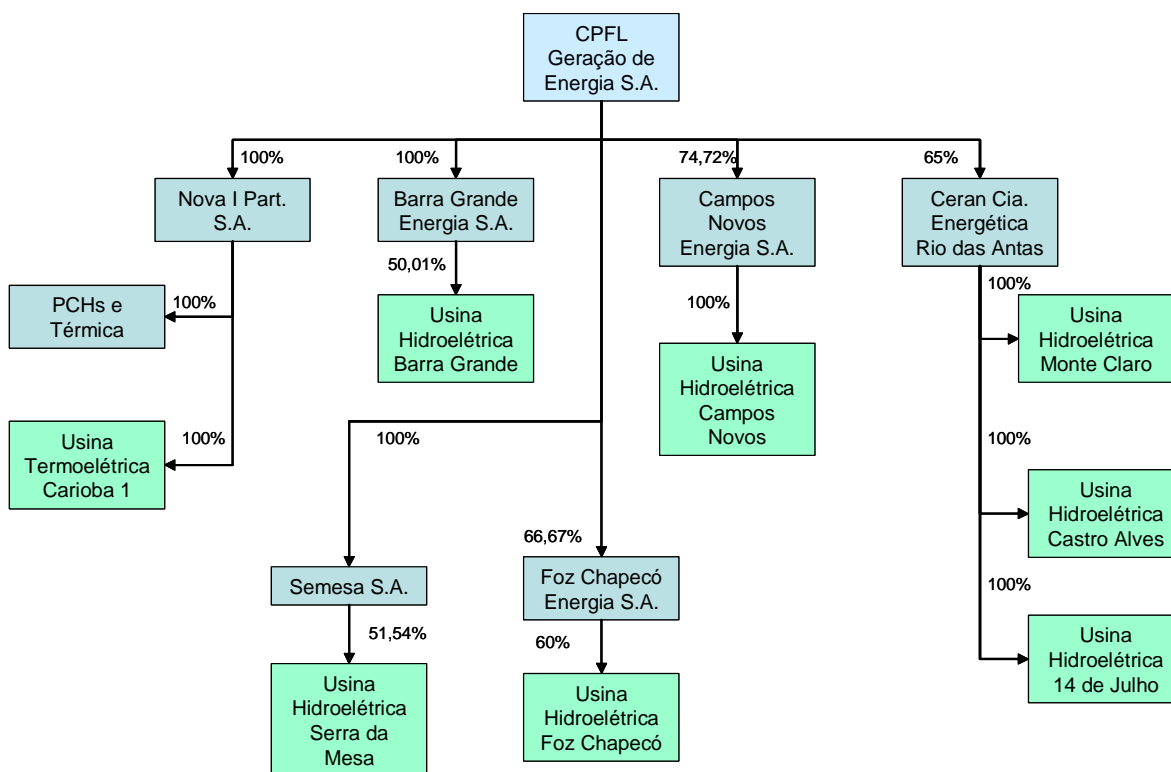 CPFL
Geração de
Energia S.A.
100%
100%
74,72%
65%
Nova I Part.
S.A.
Barra Grande
Energia S.A.
Campos
Novos
Energia S.A.
Ceran Cia.
Energética
Rio das Antas
50,01%
100%
100%
100%
PCHs e
Térmica
Usina
Hidroelétrica
Barra Grande
Usina
Hidroelétrica
Monte Claro
Usina
Hidroelétrica
Campos
Novos
100%
100%
100%
Usina
Termoelétrica
Carioba 1
Usina
Hidroelétrica
Castro Alves
66,67%
Semesa S.A.
Foz Chapecó
Energia S.A.
100%
51,54%
60%
Usina
Hidroelétrica
14 de Julho
Usina
Hidroelétrica
Serra da
Mesa
Usina
Hidroelétrica
Foz Chapecó